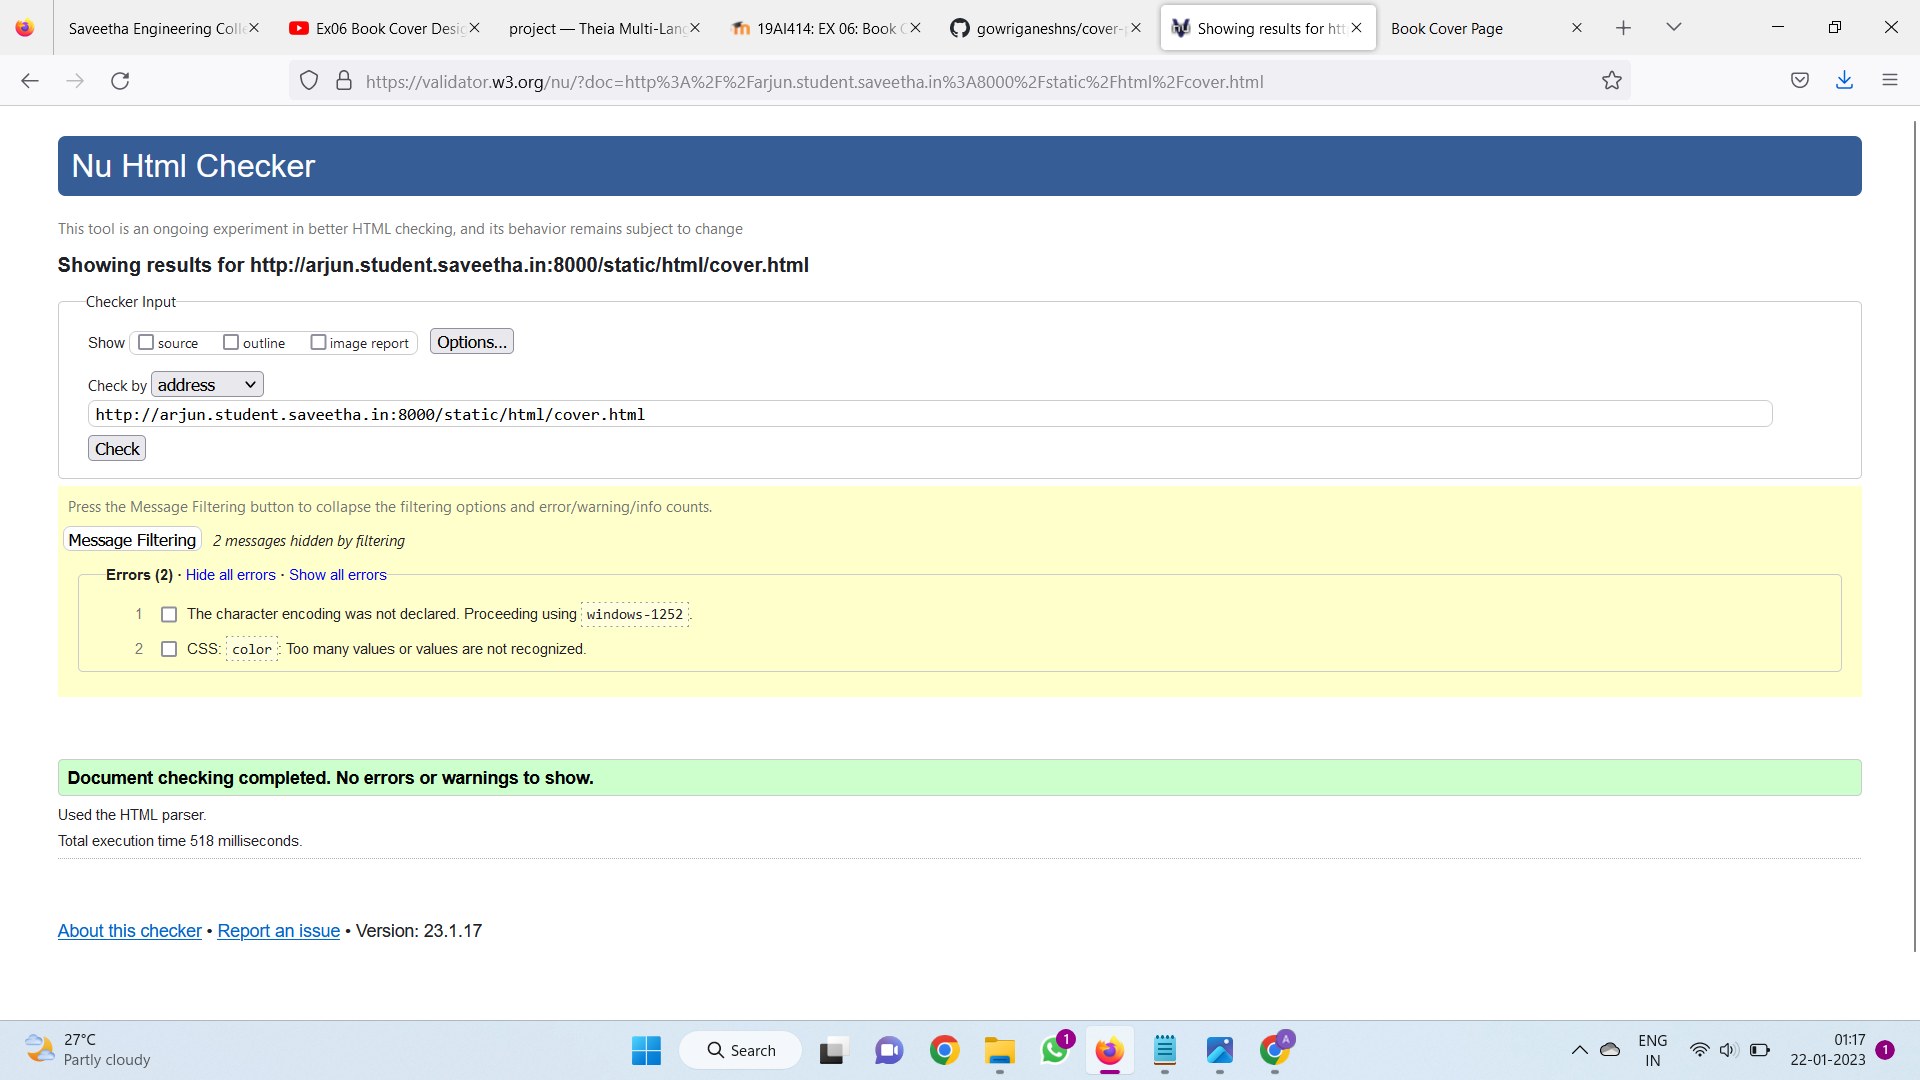 Saveetha Engineering Colle
Ex06 Book Cover Desig
project — Theia Multi-Lang
19AI414: EX 06: Book C
gowriganeshns/cover-p
Showing results for htt
Book Cover Page
https://validator.w3.org/nu/?doc=http%3A%2F%2Farjun.student.saveetha.in%3A8000%2Fstatic%2Fhtml%2Fcover.html
Nu Html Checker
This tool is an ongoing experiment in better HTML checking, and its behavior remains subject to change
Showing results for http://arjun.student.saveetha.in:8000/static/html/cover.html
Checker Input
Show source outline image report Options...
Check by address
http://arjun.student.saveetha.in:8000/static/html/cover.html
Check
Press the Message Filtering button to collapse the filtering options and error/warning/info counts.
Message Filtering 2 messages hidden by filtering
Errors (2) · Hide all errors · Show all errors
1 The character encoding was not declared. Proceeding using windows-1252.
2 CSS: color: Too many values or values are not recognized.
Document checking completed. No errors or warnings to show.
Used the HTML parser.
Total execution time 518 milliseconds.
About this checker • Report an issue • Version: 23.1.17
27°C
Partly cloudy
Search
1
A
ENG
IN
01:17
22-01-2023
1